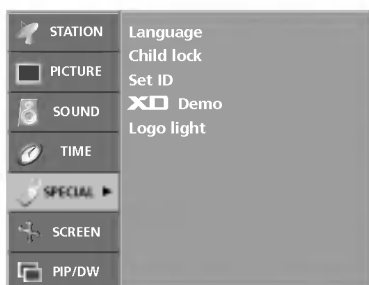 STATION
PICTURE
SOUND
TIME
SPECIAL
SCREEN
PIP/DW
Language
Child lock
Set ID
XD Demo
Logo light